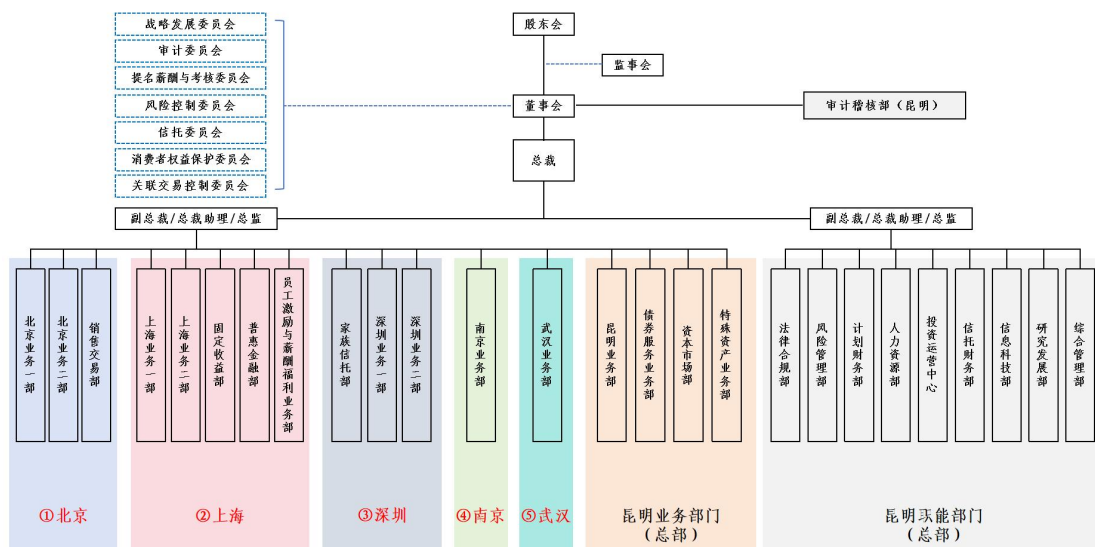 战略发展委员会
审计委员会
提名薪酬与考核委员会
风险控制委员会
信托委员会
消费者权益保护委员会
关联交易控制委员会
股东会
监事会
董事会
审计稽核部（昆明）
总裁
副总裁/总裁助理/总监
副总裁/总裁助理/总监
北京业务一部
北京业务二部
销售交易部
上海业务一部
上海业务二部
固定收益部
普惠金融部
员工激励与薪酬福利业务部
家族信托部
深圳业务一部
深圳业务二部
南京业务部
武汉业务部
昆明业务部
债券服务业务部
资本市场部
特殊资产业务部
法律合规部
风险管理部
计划财务部
人力资源部
投资运营中心
信托财务部
信息科技部
研究发展部
综合管理部
①北京
②上海
③深圳
④南京
⑤武汉
昆明业务部门
（总部）
昆明职能部门
（总部）